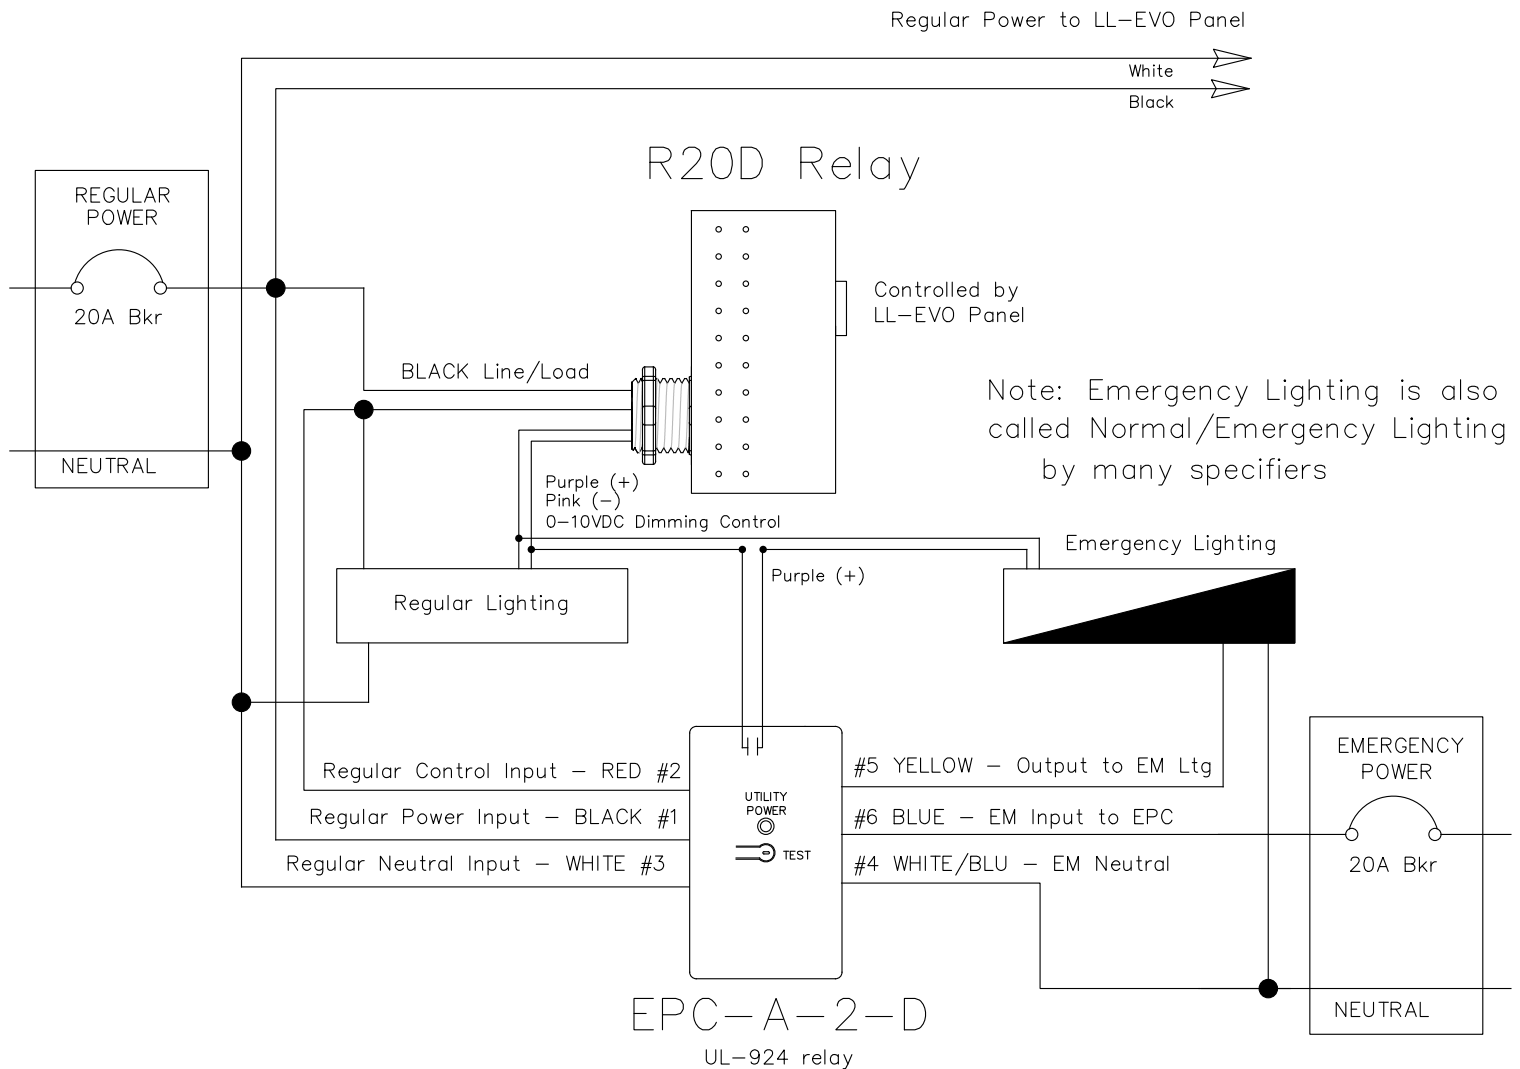 Regular Power to LL-EVO Panel
White
Black
R20D Relay
REGULAR
POWER
20A Bkr
NEUTRAL
Controlled by
LL-EVO Panel
BLACK Line/Load
Note: Emergency Lighting is also
called Normal/Emergency Lighting
by many specifiers
Purple (+)
Pink (-)
0-10VDC Dimming Control
Emergency Lighting
Purple (+)
Regular Lighting
Regular Control Input - RED #2
Regular Power Input - BLACK #1
Regular Neutral Input - WHITE #3
UTILITY
POWER
TEST
#5 YELLOW - Output to EM Ltg
#6 BLUE - EM Input to EPC
#4 WHITE/BLU - EM Neutral
EMERGENCY
POWER
20A Bkr
NEUTRAL
EPC-A-2-D
UL-924 relay